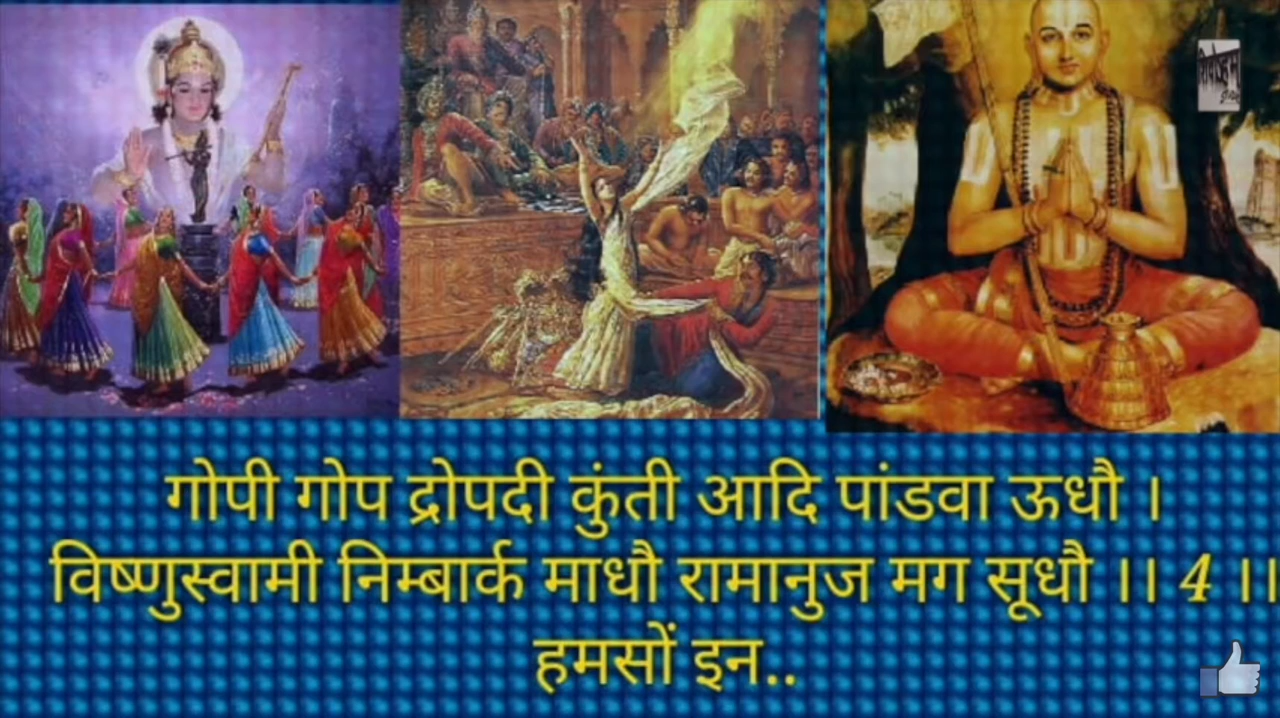 गोपी गोप द्रोपदी कुंती आदि पांडवा ऊधौ ।
विष्णुस्वामी निम्बार्क माधौ रामानुज मग सूधौ ।। 4 ।।
हमसों इन..